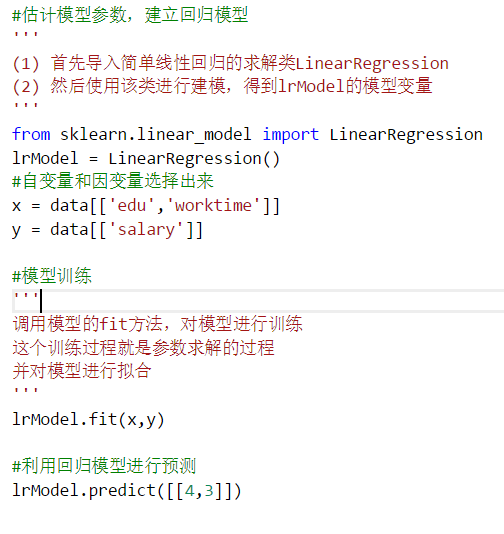 #估计模型参数，建立回归模型
'''
(1) 首先导入简单线性回归的求解类LinearRegression
(2) 然后使用该类进行建模，得到lrModel的模型变量
'''
from sklearn.linear_model import LinearRegression
lrModel = LinearRegression()
#自变量和因变量选择出来
x = data[['edu','worktime']]
y = data[['salary']]
#模型训练
'''
调用模型的fit方法，对模型进行训练
这个训练过程就是参数求解的过程
并对模型进行拟合
'''
lrModel.fit(x,y)
#利用回归模型进行预测
lrModel.predict([[4,3]])